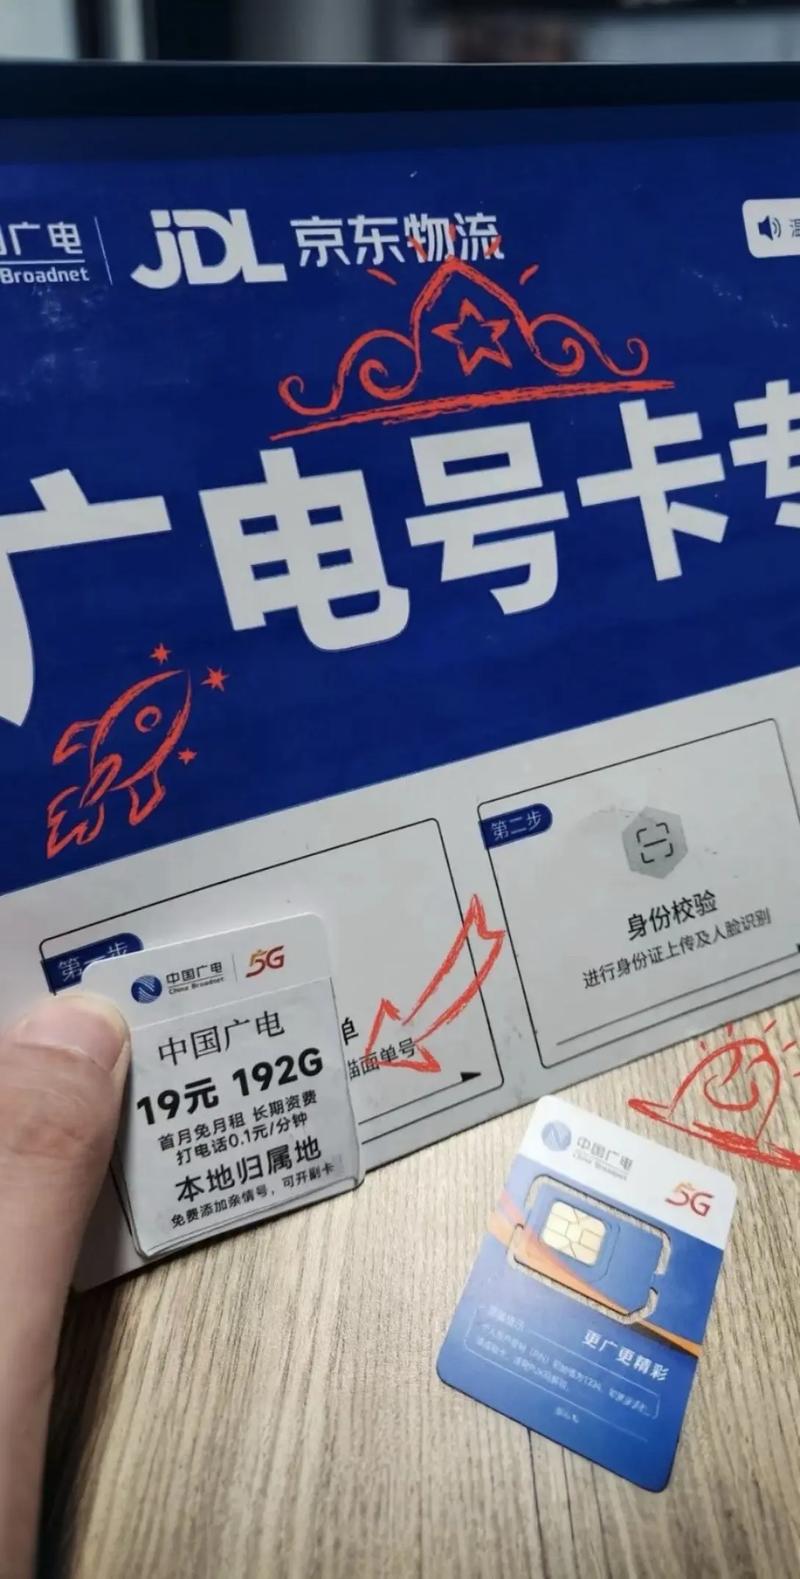 广电
Broadnet
JDL 京东物流
广电号卡专
第二步
身份校验
进行身份证上传及人脸识别
第一步
单
面单号
中国广电
China Broadnet
5G
中国广电
19元 192G
首月免月租 长期资费
打电话0.1元/分钟
本地归属地
免费添加亲情号，可开副卡
中国广电
China Broadnet
5G
更广更精彩